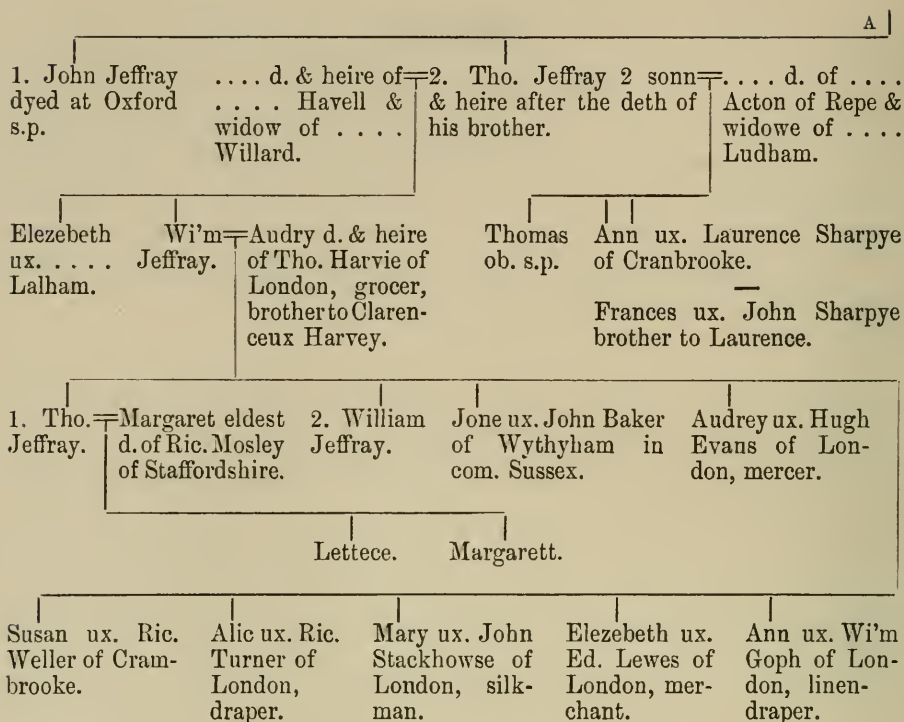 A
1. John Jeffray
dyed at Oxford
s.p.
. . . . d. & heire of
. . . . Havell &
widow of . . . .
Willard.
2. Tho. Jeffray 2 sonn
& heire after the deth of
his brother.
. . . . d. of . . . .
Acton of Repe &
widowe of . . . .
Ludham.
Elezebeth
ux. . . . . .
Lalham.
Wi'm
Jeffray.
Audry d. & heire
of Tho. Harvie of
London, grocer,
brother to Claren-
ceux Harvey.
Thomas
ob. s.p.
Ann ux. Laurence Sharpye
of Cranbrooke.
Frances ux. John Sharpye
brother to Laurence.
1. Tho.
Jeffray.
Margaret eldest
d. of Ric. Mosley
of Staffordshire.
2. William
Jeffray.
Jone ux. John Baker
of Wythyham in
com. Sussex.
Audrey ux. Hugh
Evans of Lon-
don, mercer.
Lettece.
Margarett.
Susan ux. Ric.
Weller of Cram-
brooke.
Alic ux. Ric.
Turner of
London,
draper.
Mary ux. John
Stackhowse of
London, silk-
man.
Elezebeth ux.
Ed. Lewes of
London, mer-
chant.
Ann ux. Wi'm
Goph of Lon-
don, linen-
draper.